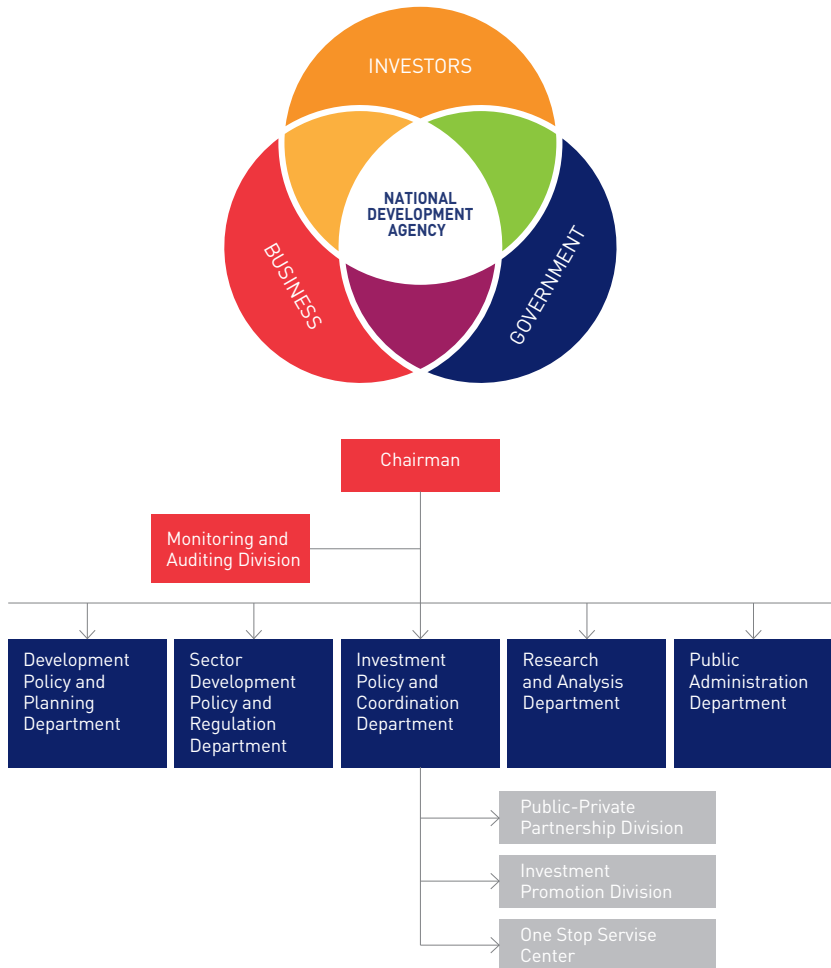 INVESTORS
NATIONAL
DEVELOPMENT
AGENCY
BUSINESS
GOVERNMENT
Chairman
Monitoring and
Auditing Division
Development
Policy and
Planning
Department
Sector
Development
Policy and
Regulation
Department
Investment
Policy and
Coordination
Department
Research
and Analysis
Department
Public
Administration
Department
Public-Private
Partnership Division
Investment
Promotion Division
One Stop Servise
Center